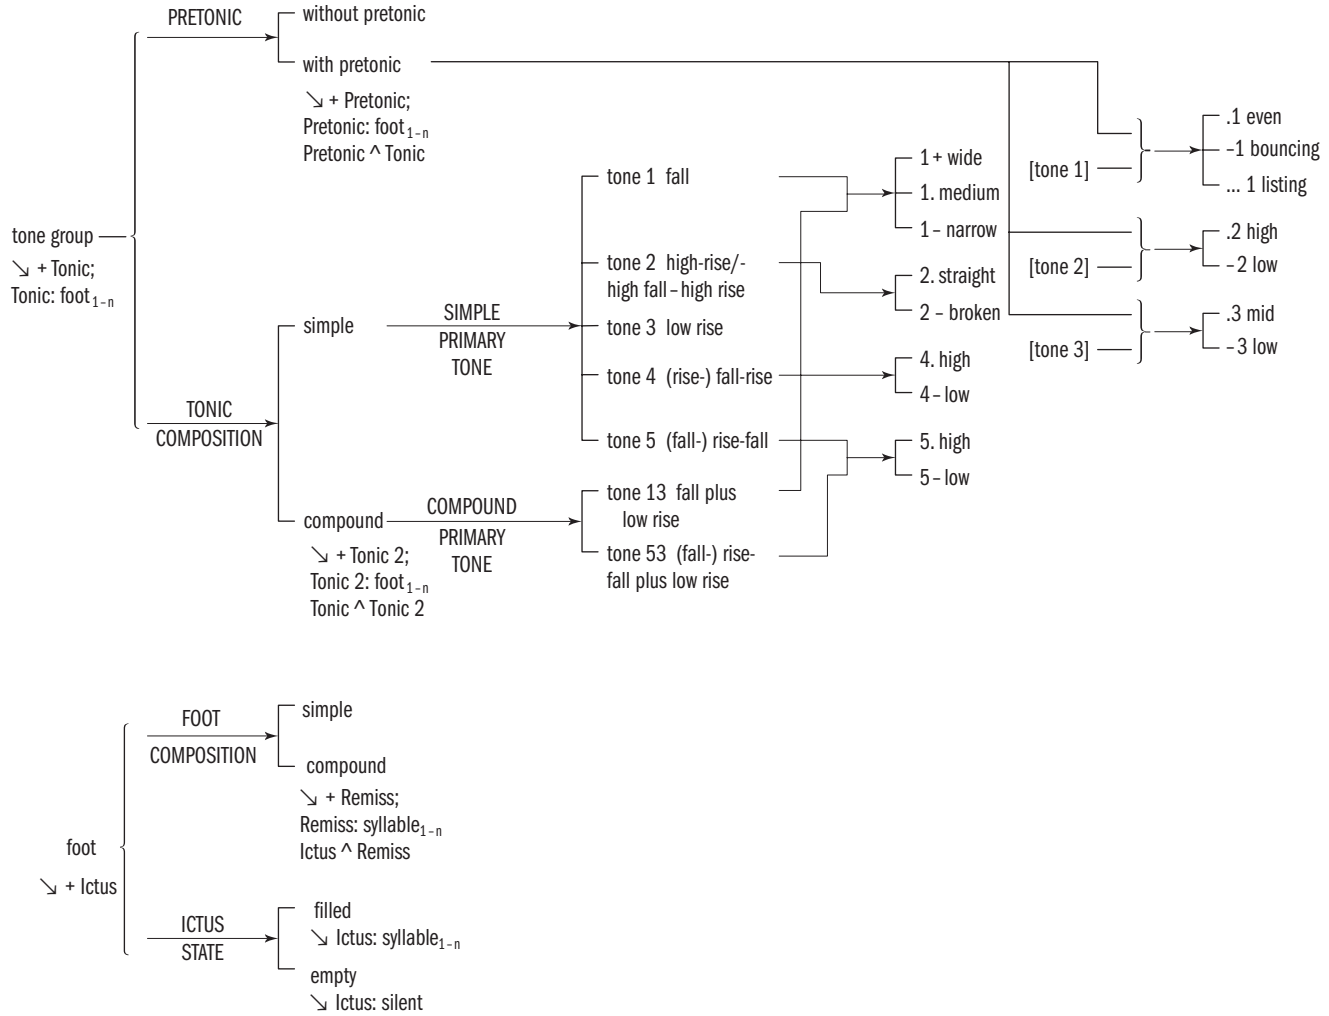 PRETONIC
without pretonic
with pretonic
↘ + Pretonic;
Pretonic: foot1–n
Pretonic ^ Tonic
tone group
↘ + Tonic;
Tonic: foot1–n
TONIC
COMPOSITION
simple
compound
↘ + Tonic 2;
Tonic 2: foot1–n
Tonic ^ Tonic 2
SIMPLE
PRIMARY
TONE
COMPOUND
PRIMARY
TONE
tone 1 fall
tone 2 high-rise/-
high fall – high rise
tone 3 low rise
tone 4 (rise-) fall-rise
tone 5 (fall-) rise-fall
tone 13 fall plus
low rise
tone 53 (fall-) rise-
fall plus low rise
1 + wide
1. medium
1 – narrow
2. straight
2 – broken
4. high
4 – low
5. high
5 – low
[tone 1]
[tone 2]
[tone 3]
.1 even
–1 bouncing
... 1 listing
.2 high
–2 low
.3 mid
–3 low
foot
↘ + Ictus
FOOT
COMPOSITION
simple
compound
↘ + Remiss;
Remiss: syllable1–n
Ictus ^ Remiss
ICTUS
STATE
filled
↘ Ictus: syllable1–n
empty
↘ Ictus: silent